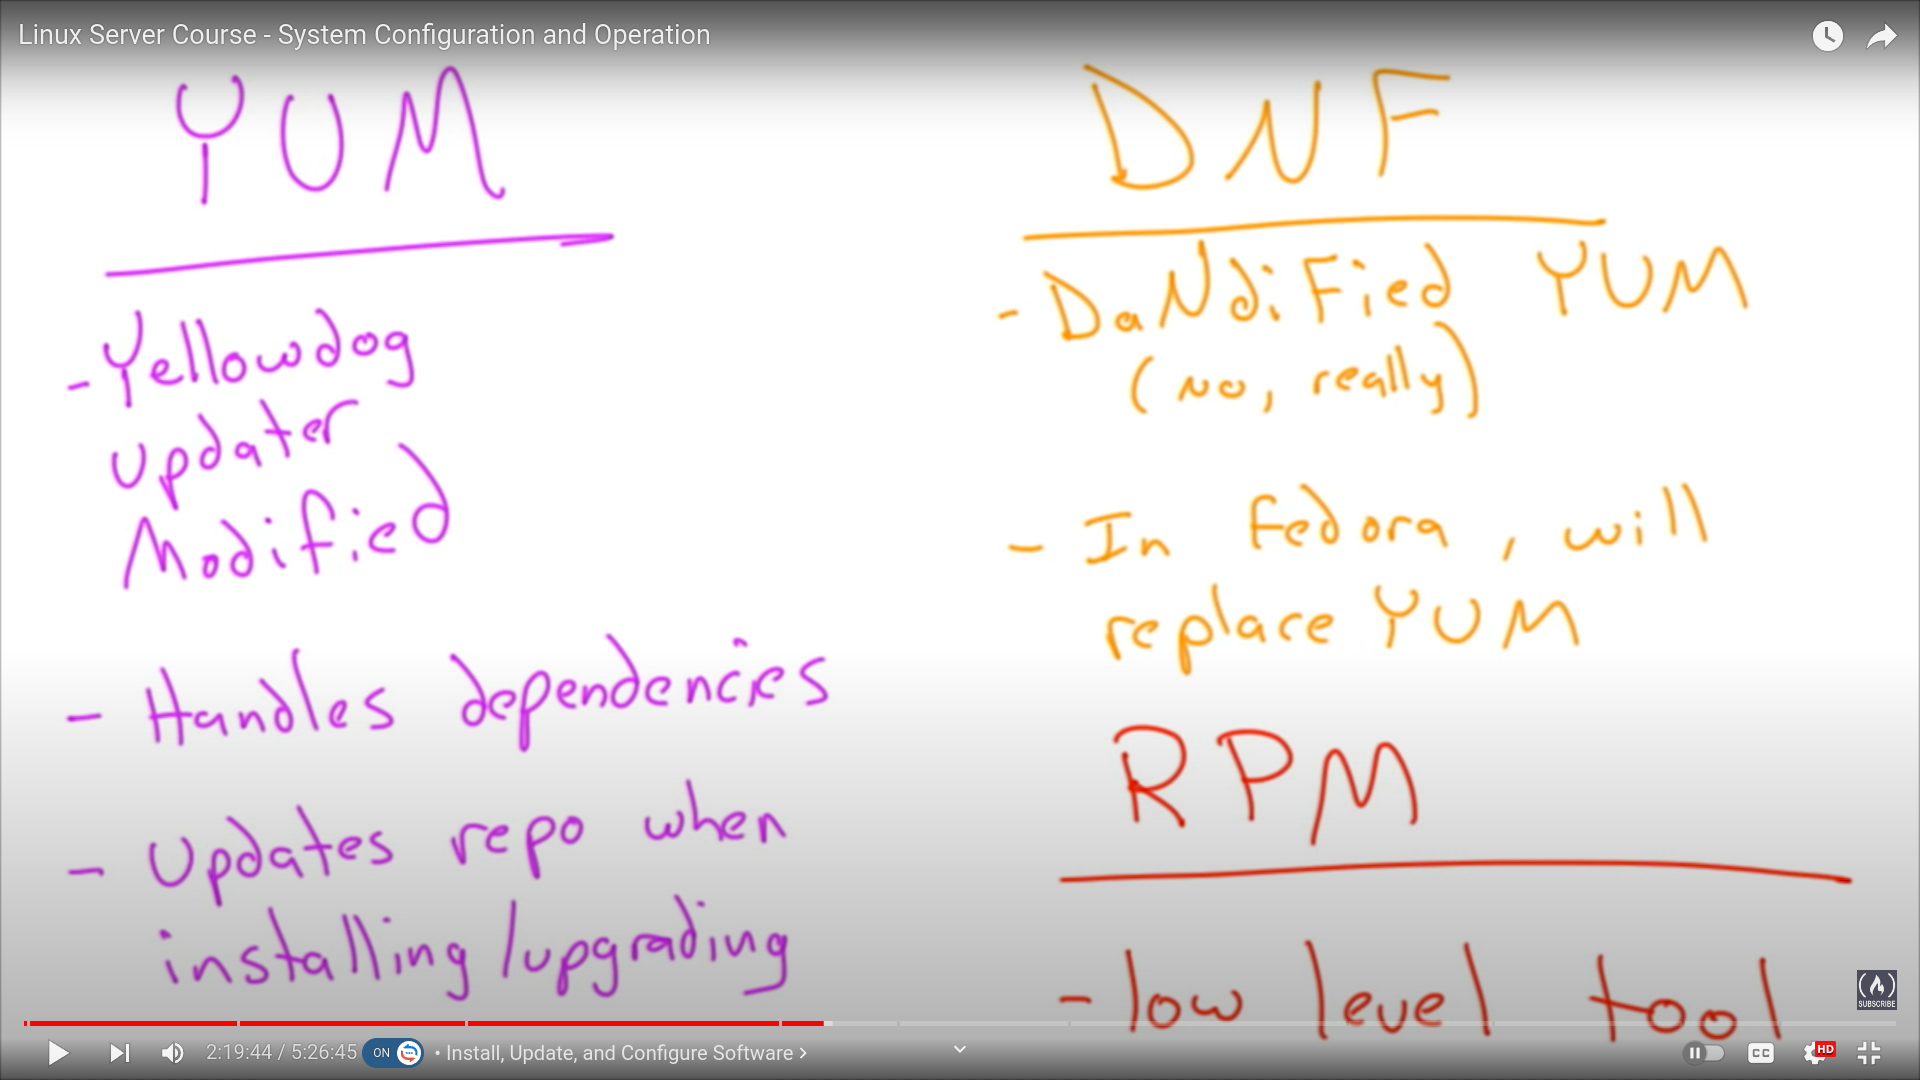 Linux Server Course - System Configuration and Operation
YUM
- Yellowdog
updater
Modified
- Handles dependencies
- Updates repo when
installing/upgrading
DNF
- DaNdiFied YUM
(no, really)
- In Fedora, will
replace YUM
RPM
- low level tool
SUBSCRIBE
2:19:44 / 5:26:45 ON • Install, Update, and Configure Software
CC
HD